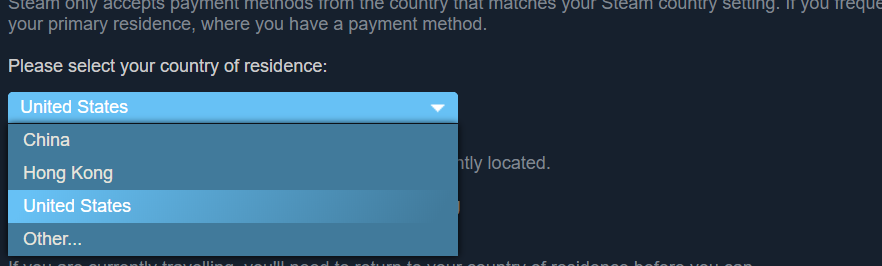 Steam only accepts payment methods from the country that matches your Steam country setting. If you freque
your primary residence, where you have a payment method.
Please select your country of residence:
United States
China
ntly located.
Hong Kong
United States
Other...
If you are currently travelling, you'll need to return to your country of residence before you can